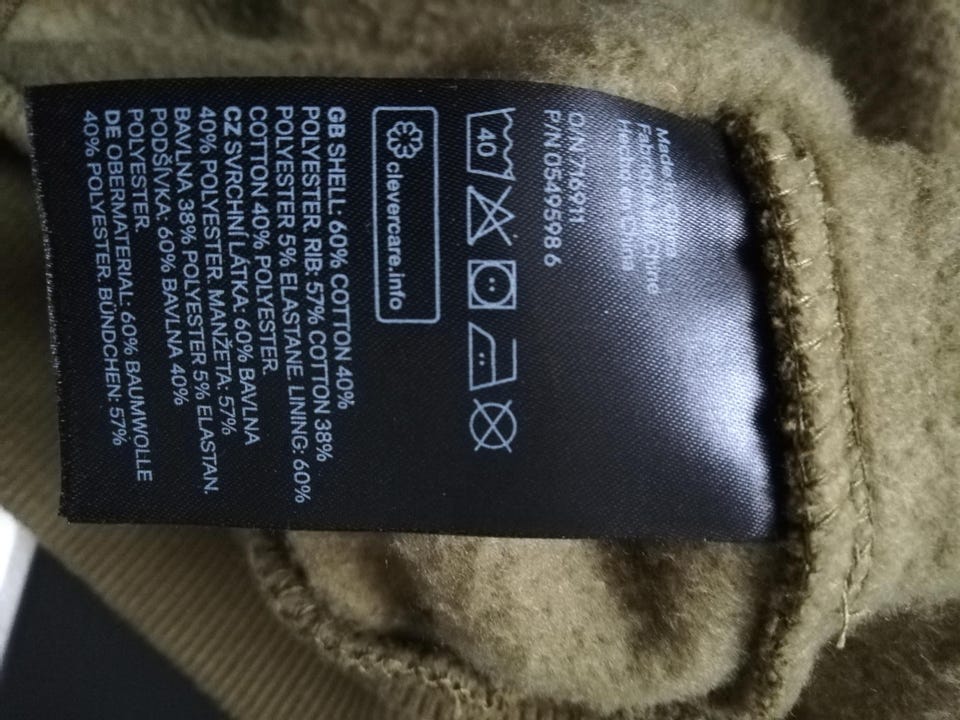 Made in China
Fabriqué en Chine
Hecho en China
O/N 716911
P/N 0549598 6
40
clevercare.info
GB SHELL: 60% COTTON 40%
POLYESTER. RIB: 57% COTTON 38%
POLYESTER 5% ELASTANE. LINING: 60%
COTTON 40% POLYESTER.
CZ SVRCHNÍ LÁTKA: 60% BAVLNA
40% POLYESTER. MANŽETA: 57%
BAVLNA 38% POLYESTER 5% ELASTAN.
PODŠÍVKA: 60% BAVLNA 40%
POLYESTER.
DE OBERMATERIAL: 60% BAUMWOLLE
40% POLYESTER. BÜNDCHEN: 57%